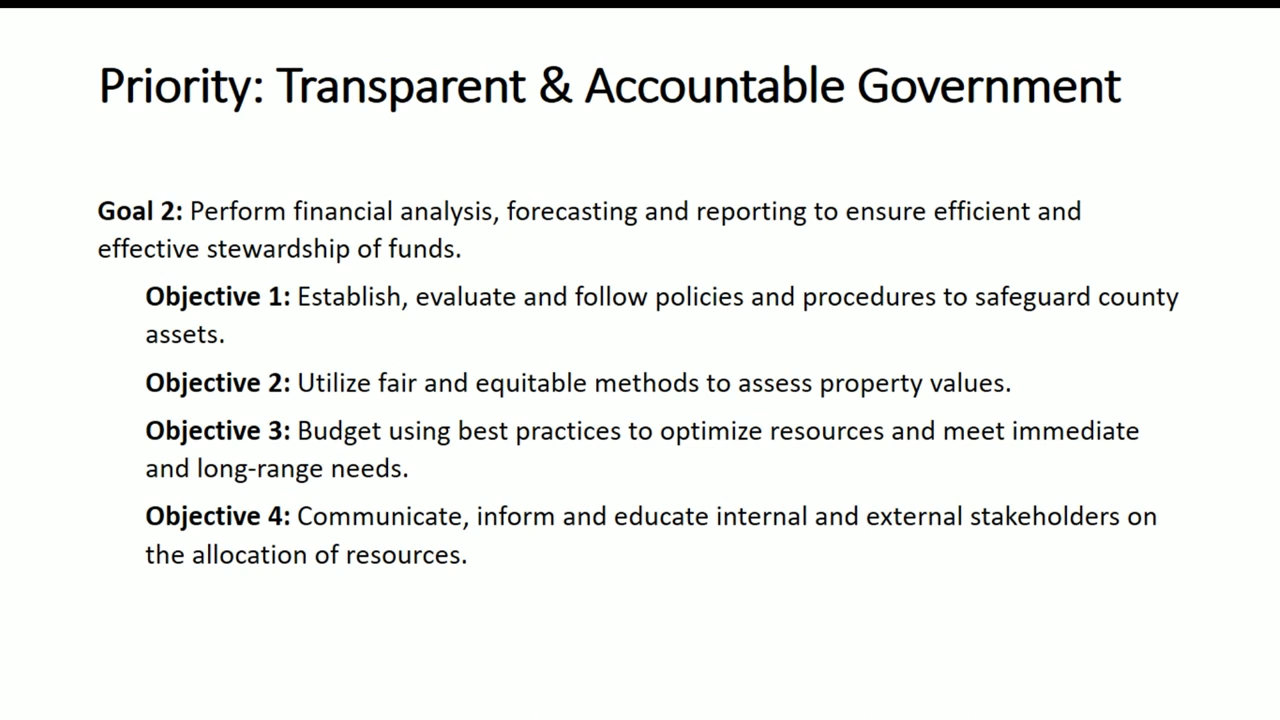 Priority: Transparent & Accountable Government
Goal 2: Perform financial analysis, forecasting and reporting to ensure efficient and
effective stewardship of funds.
Objective 1: Establish, evaluate and follow policies and procedures to safeguard county
assets.
Objective 2: Utilize fair and equitable methods to assess property values.
Objective 3: Budget using best practices to optimize resources and meet immediate
and long-range needs.
Objective 4: Communicate, inform and educate internal and external stakeholders on
the allocation of resources.